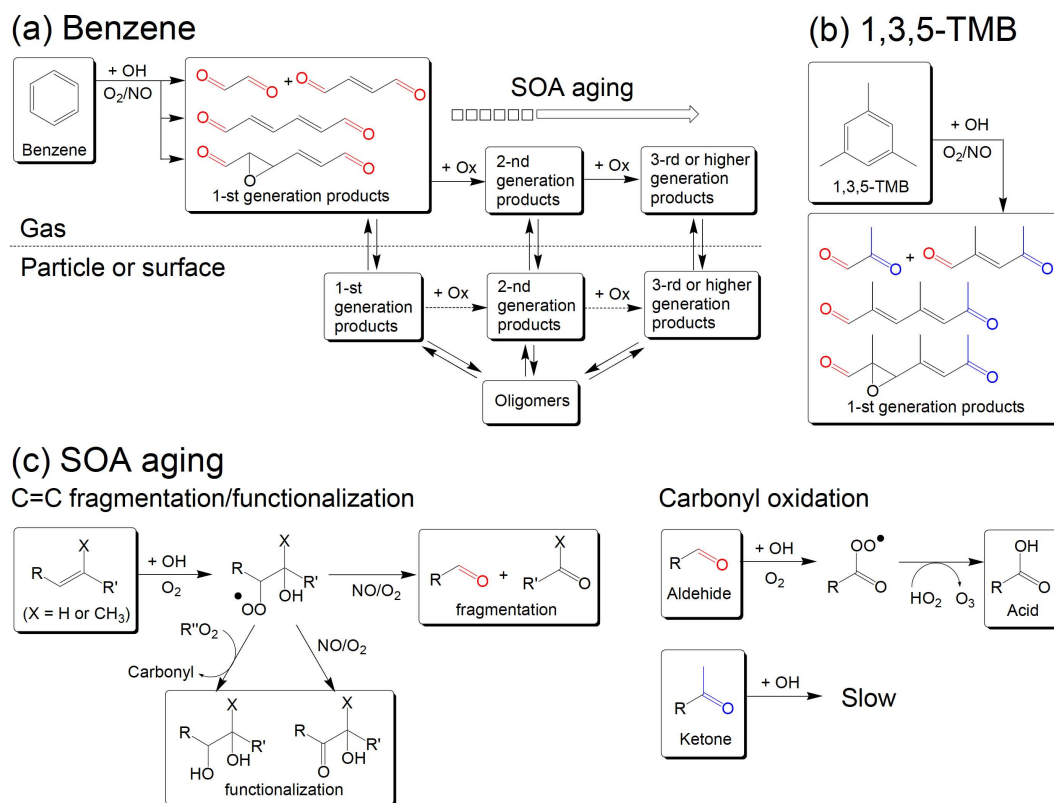 (a) Benzene
+ OH
O₂/NO
Benzene
O
O
+
O
O
O
O
O
O
O
1-st generation products
SOA aging
+ Ox
2-nd
generation
products
+ Ox
3-rd or higher
generation
products
Gas
Particle or surface
1-st
generation
products
+ Ox
2-nd
generation
products
+ Ox
3-rd or higher
generation
products
Oligomers
(b) 1,3,5-TMB
1,3,5-TMB
+ OH
O₂/NO
O
O
+
O
O
O
O
O
O
O
1-st generation products
(c) SOA aging
C=C fragmentation/functionalization
X
R
R'
(X = H or CH₃)
+ OH
O₂
X
R
R'
OH
•
OO
NO/O₂
R
O
+
X
R'
O
fragmentation
R''O₂
Carbonyl
NO/O₂
X
R
R'
OH
HO
X
R
R'
OH
O
functionalization
Carbonyl oxidation
R
O
Aldehide
+ OH
O₂
OO•
R
O
HO₂
O₃
OH
R
O
Acid
R
O
Ketone
+ OH
Slow